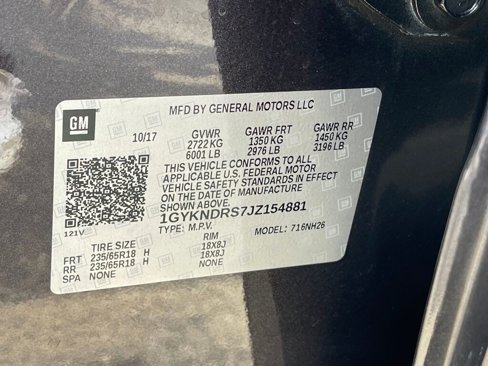 GM
MFD BY GENERAL MOTORS LLC
10/17 GVWR GAWR FRT GAWR RR
2722 KG 1350 KG 1450 KG
6001 LB 2976 LB 3196 LB
THIS VEHICLE CONFORMS TO ALL
APPLICABLE U.S. FEDERAL MOTOR
VEHICLE SAFETY STANDARDS IN EFFECT
ON THE DATE OF MANUFACTURE
SHOWN ABOVE.
1GYKNDRS7JZ154881
121V TYPE: M.P.V. MODEL: 716NH26
TIRE SIZE RIM
FRT 235/65R18 H 18X8J
RR 235/65R18 H 18X8J
SPA NONE NONE